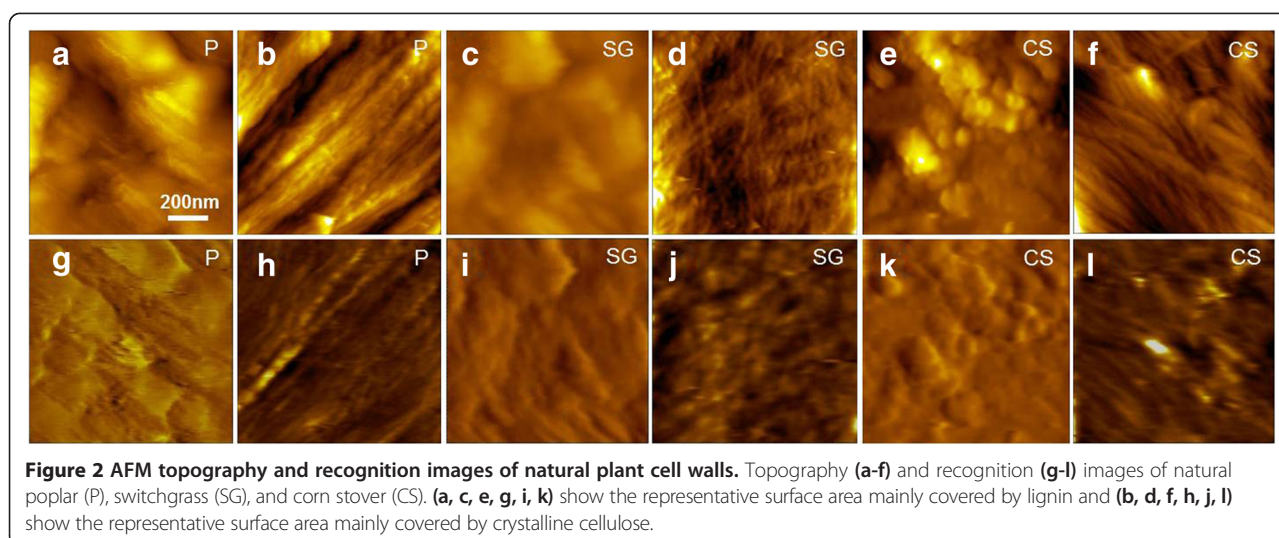 a P b P c SG d SG e CS f CS
200nm
g P h P i SG j SG k CS l CS
Figure 2 AFM topography and recognition images of natural plant cell walls. Topography (a-f) and recognition (g-l) images of natural
poplar (P), switchgrass (SG), and corn stover (CS). (a, c, e, g, i, k) show the representative surface area mainly covered by lignin and (b, d, f, h, j, l)
show the representative surface area mainly covered by crystalline cellulose.